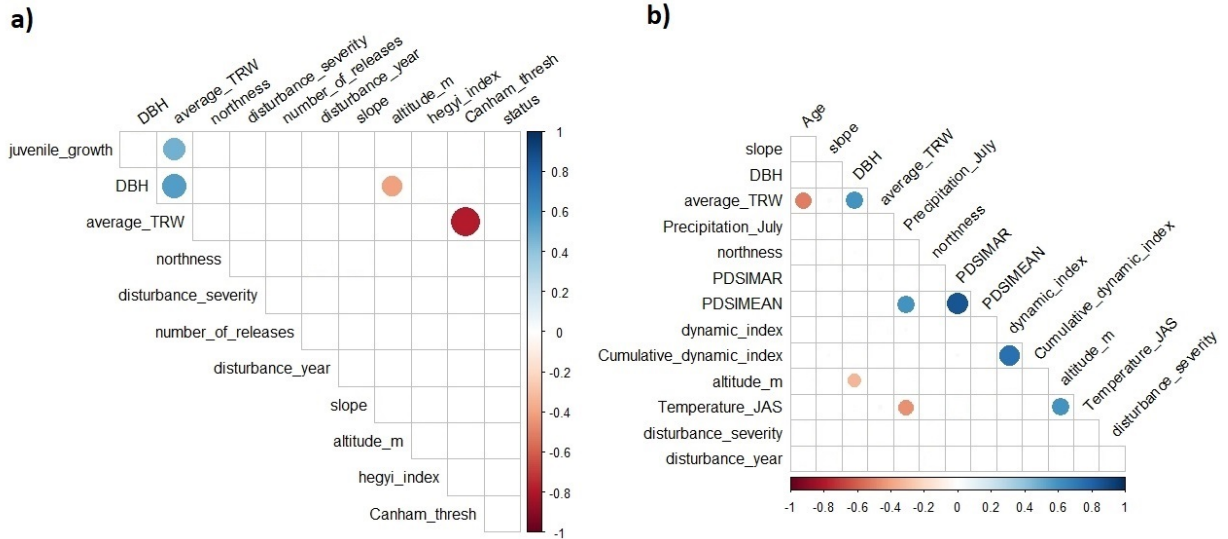 a)
DBH
average_TRW
northness
disturbance_severity
number_of_releases
disturbance_year
slope
altitude_m
hegyi_index
Canham_thresh
status
juvenile_growth
DBH
average_TRW
northness
disturbance_severity
number_of_releases
disturbance_year
slope
altitude_m
hegyi_index
Canham_thresh
1
0.8
0.6
0.4
0.2
0
-0.2
-0.4
-0.6
-0.8
-1
b)
Age
slope
DBH
average_TRW
Precipitation_July
northness
PDSIMAR
PDSIMEAN
dynamic_index
Cumulative_dynamic_index
altitude_m
Temperature_JAS
disturbance_severity
slope
DBH
average_TRW
Precipitation_July
northness
PDSIMAR
PDSIMEAN
dynamic_index
Cumulative_dynamic_index
altitude_m
Temperature_JAS
disturbance_severity
disturbance_year
-1 -0.8 -0.6 -0.4 -0.2 0 0.2 0.4 0.6 0.8 1